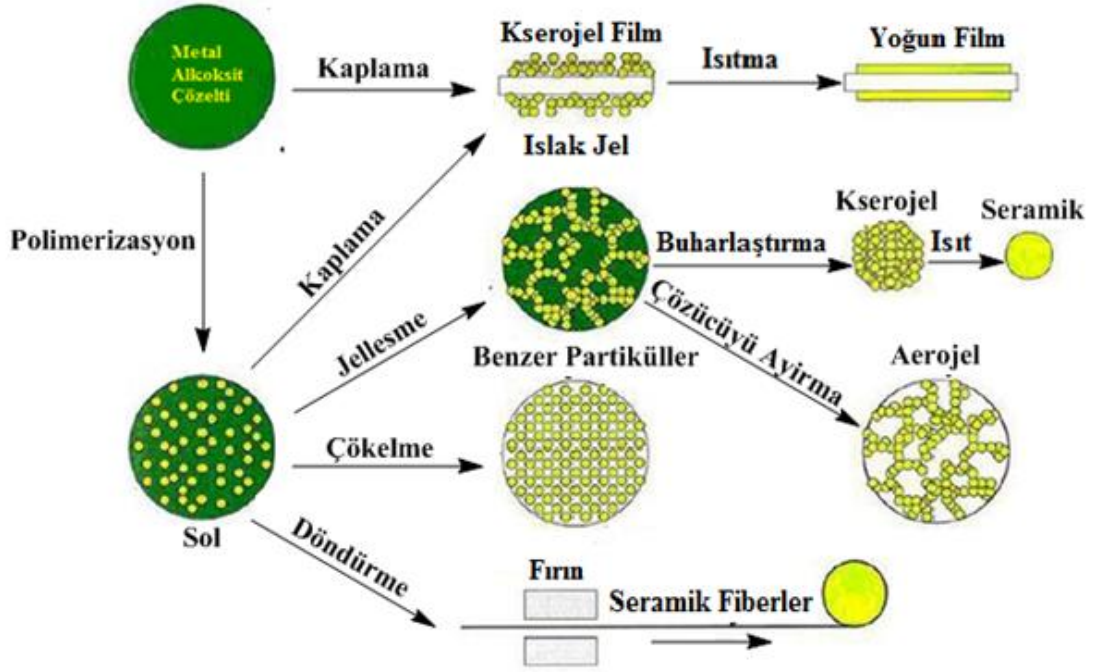 Metal
Alkoksit
Çözelti
Kaplama
Kserojel Film
Isıtma
Yoğun Film
Islak Jel
Polimerizasyon
Kaplama
Jellesme
Buharlaştırma
Kserojel
Isıt
Seramik
Çözücüyü Ayirma
Aerojel
Benzer Partiküller
Çökelme
Sol
Döndürme
Fırın
Seramik Fiberler